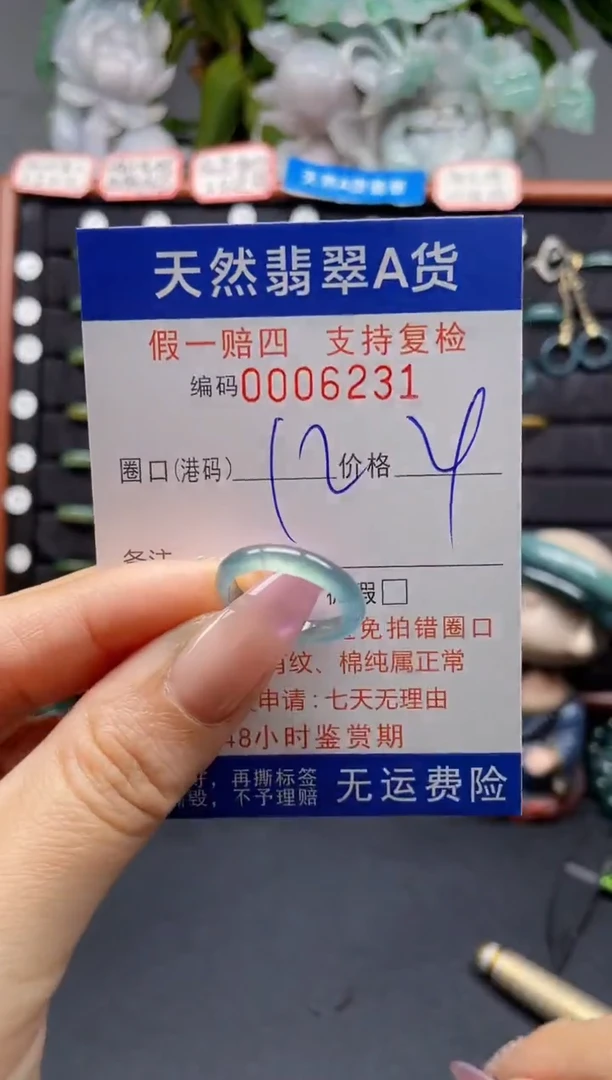 天然翡翠A货
假一赔四 支持复检
编码0006231
圈口(港码) 12 价格 4
备注
假□
免拍错圈口
纹、棉纯属正常
申请:七天无理由
48小时鉴赏期
,再撕标签
毁,不予理赔
无运费险